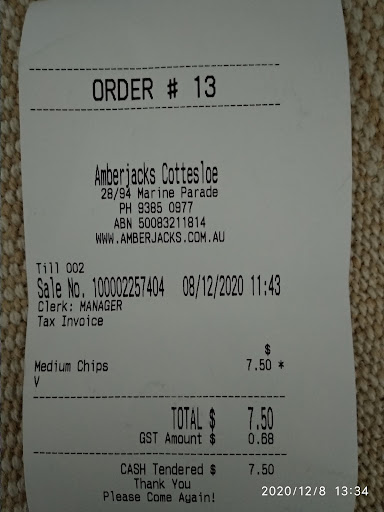 ORDER # 13
Amberjacks Cottesloe
28/94 Marine Parade
PH 9385 0977
ABN 50083211814
WWW.AMBERJACKS.COM.AU
Till 002
Sale No. 100002257404 08/12/2020 11:43
Clerk: MANAGER
Tax Invoice
$
Medium Chips 7.50 *
V
TOTAL $ 7.50
GST Amount $ 0.68
CASH Tendered $ 7.50
Thank You
Please Come Again!
2020/12/8 13:34